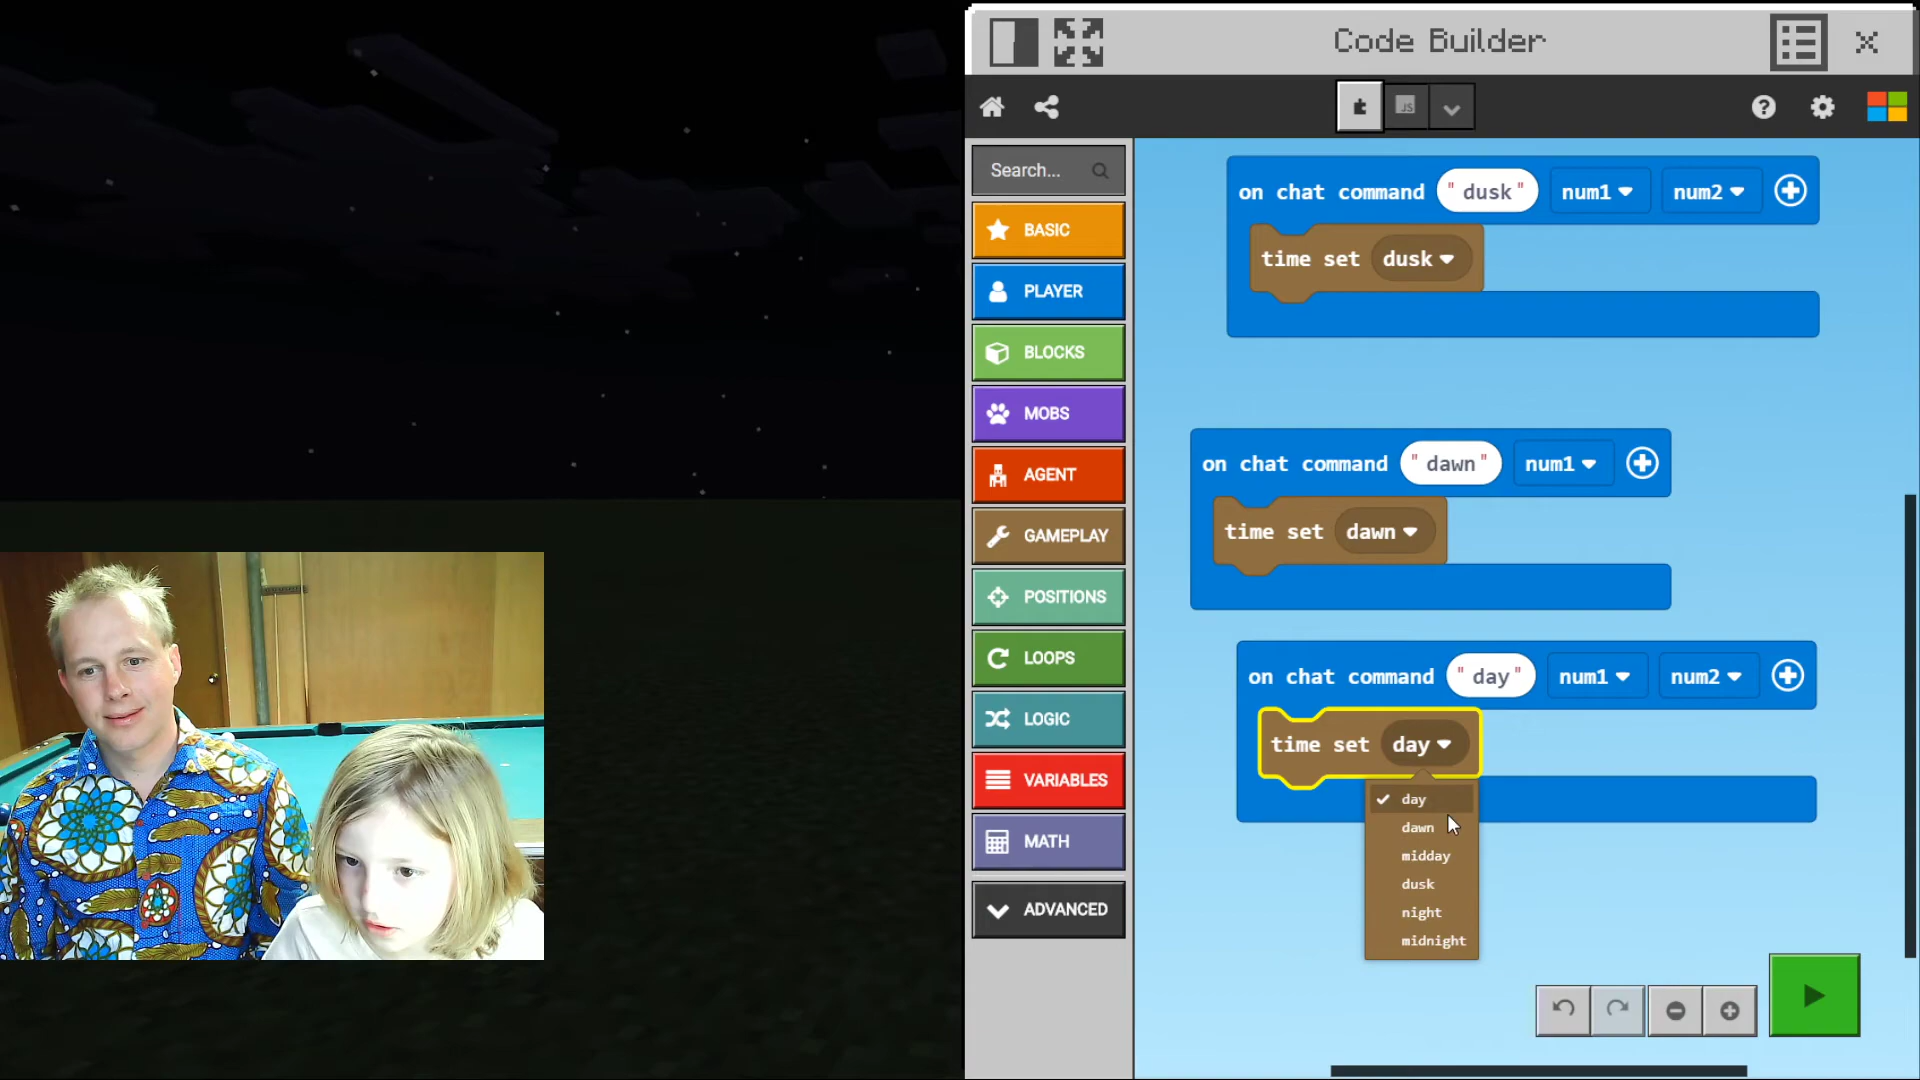 Code Builder
JS
Search...
BASIC
PLAYER
BLOCKS
MOBS
AGENT
GAMEPLAY
POSITIONS
LOOPS
LOGIC
VARIABLES
MATH
ADVANCED
on chat command "dusk" num1 num2
time set dusk
on chat command "dawn" num1
time set dawn
on chat command "day" num1 num2
time set day
day
dawn
midday
dusk
night
midnight